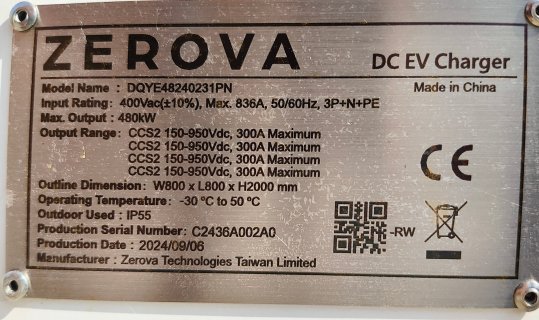 ZEROVA
DC EV Charger
Model Name : DQYE48240231PN
Made in China
Input Rating: 400Vac(±10%), Max. 836A, 50/60Hz, 3P+N+PE
Max. Output : 480kW
Output Range: CCS2 150-950Vdc, 300A Maximum
CCS2 150-950Vdc, 300A Maximum
CCS2 150-950Vdc, 300A Maximum
CCS2 150-950Vdc, 300A Maximum
CE
Outline Dimension: W800 x L800 x H2000 mm
Operating Temperature: -30 °C to 50 °C
Outdoor Used : IP55
Production Serial Number: C2436A002A0
-RW
Production Date : 2024/09/06
Manufacturer : Zerova Technologies Taiwan Limited